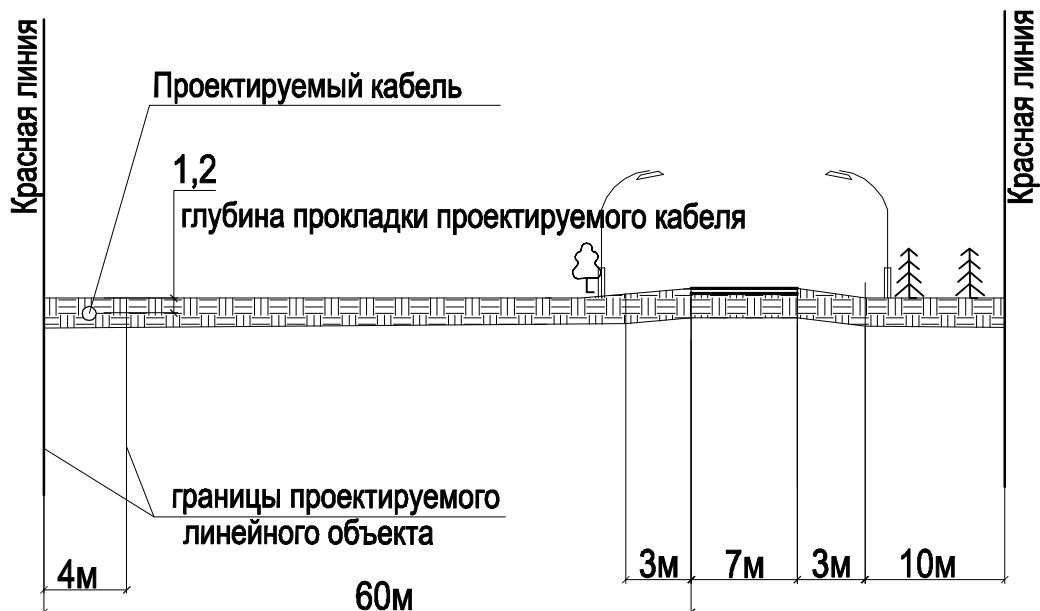 Красная линия
Проектируемый кабель
1,2
глубина прокладки проектируемого кабеля
Красная линия
границы проектируемого
линейного объекта
4м
3м
7м
3м
10м
60м